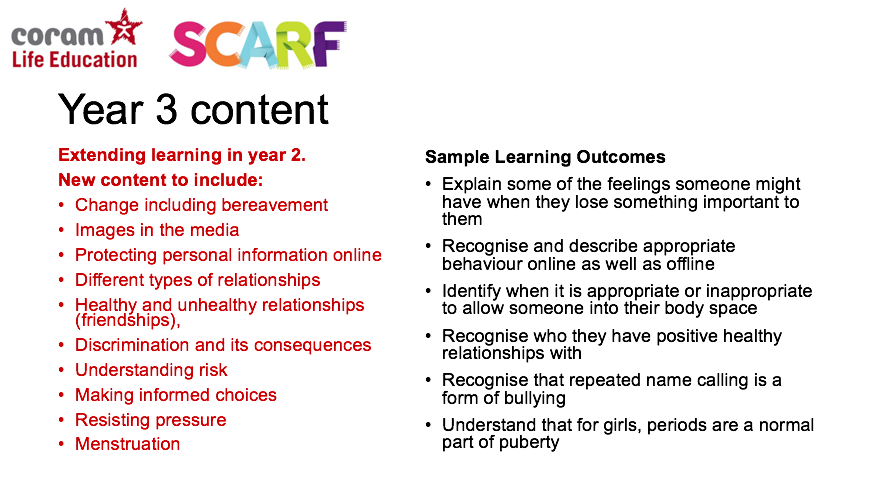 coram
Life Education
SCARF
Year 3 content
Extending learning in year 2.
New content to include:
• Change including bereavement
• Images in the media
• Protecting personal information online
• Different types of relationships
• Healthy and unhealthy relationships
(friendships),
• Discrimination and its consequences
• Understanding risk
• Making informed choices
• Resisting pressure
• Menstruation
Sample Learning Outcomes
• Explain some of the feelings someone might
have when they lose something important to
them
• Recognise and describe appropriate
behaviour online as well as offline
• Identify when it is appropriate or inappropriate
to allow someone into their body space
• Recognise who they have positive healthy
relationships with
• Recognise that repeated name calling is a
form of bullying
• Understand that for girls, periods are a normal
part of puberty